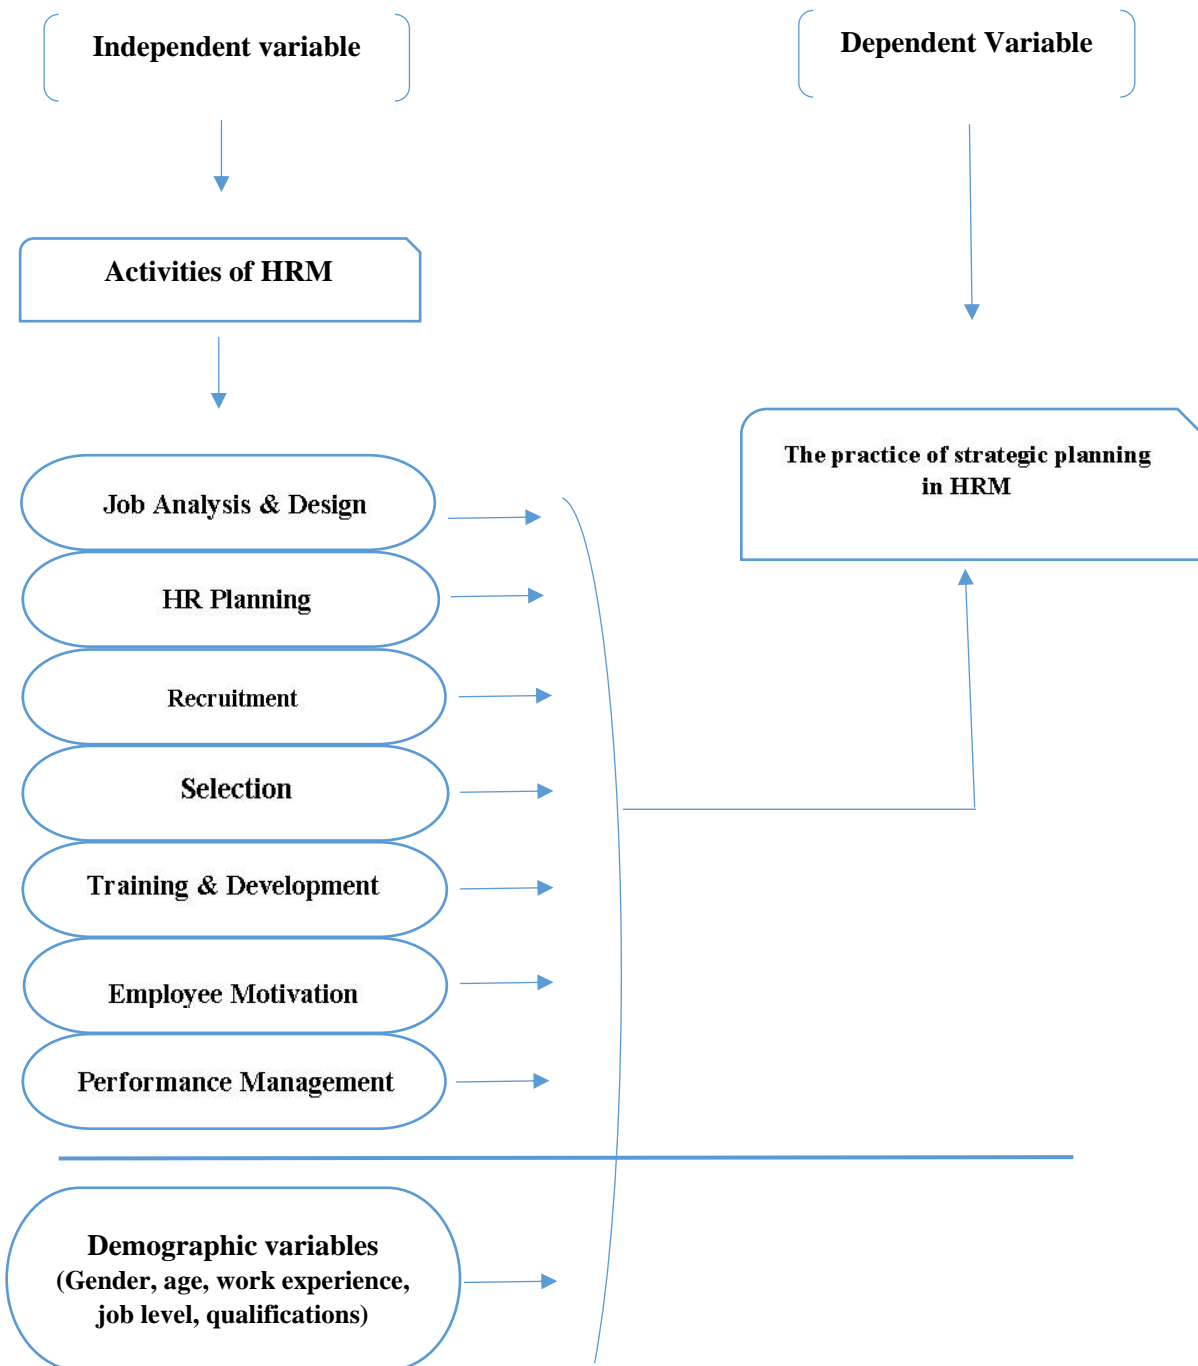 Independent variable
Dependent Variable
Activities of HRM
The practice of strategic planning
in HRM
Job Analysis & Design
HR Planning
Recruitment
Selection
Training & Development
Employee Motivation
Performance Management
Demographic variables
(Gender, age, work experience,
job level, qualifications)